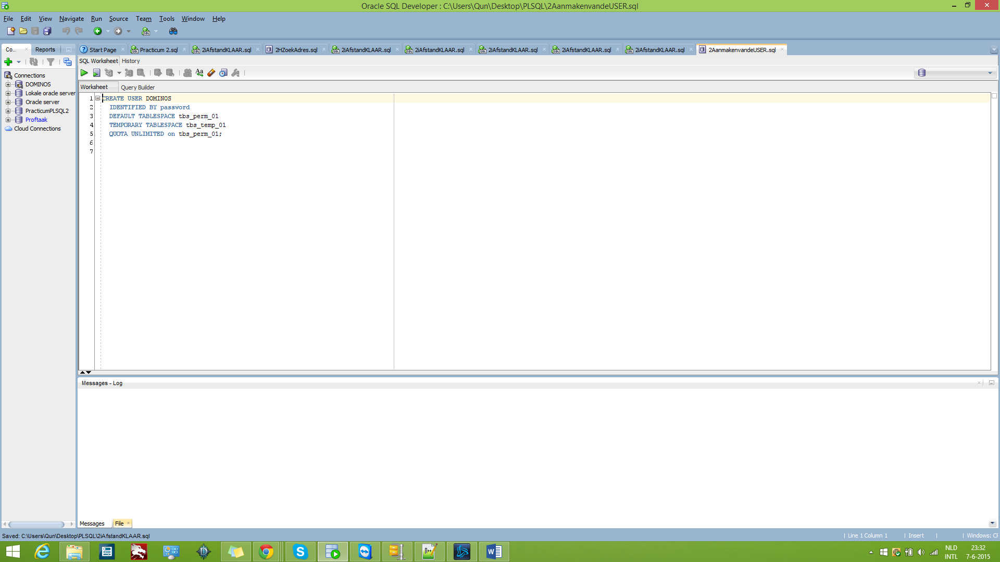 Oracle SQL Developer : C:\Users\Qun\Desktop\PLSQL\2AanmakenvandeUSER.sql
File Edit View Navigate Run Source Team Tools Window Help
Co.. Reports Start Page Practicum 2.sql 2iAfstandKLAAR.sql 2HZoekAdres.sql 2iAfstandKLAAR.sql 2iAfstandKLAAR.sql 2iAfstandKLAAR.sql 2iAfstandKLAAR.sql 2iAfstandKLAAR.sql 2AanmakenvandeUSER.sql
SQL Worksheet History
Connections
DOMINOS
Lokale oracle server
Oracle server
PracticumPLSQL2
Proftaak
Cloud Connections
Worksheet Query Builder
1 CREATE USER DOMINOS
2 IDENTIFIED BY password
3 DEFAULT TABLESPACE tbs_perm_01
4 TEMPORARY TABLESPACE tbs_temp_01
5 QUOTA UNLIMITED on tbs_perm_01;
6
7
Messages - Log
Messages File
Saved: C:\Users\Qun\Desktop\PLSQL\2iAfstandKLAAR.sql
Line 1 Column 1 Insert Windows: CF
NLD 23:32
INTL 7-6-2015